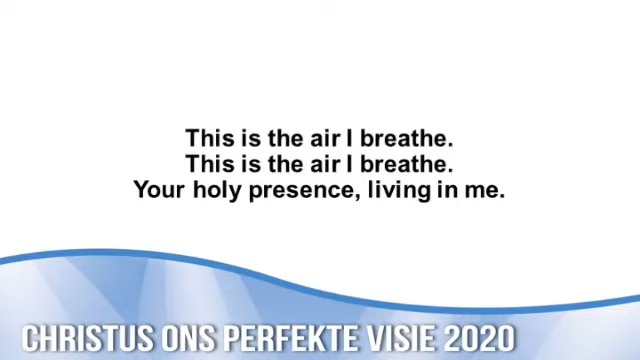 This is the air I breathe.
This is the air I breathe.
Your holy presence, living in me.
CHRISTUS ONS PERFEKTE VISIE 2020